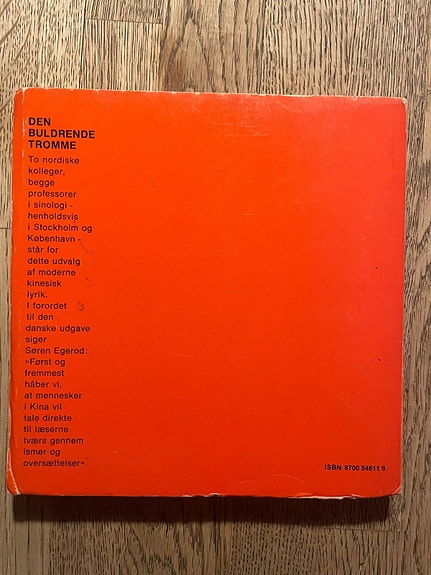 DEN
BULDRENDE
TROMME
To nordiske
kolleger,
begge
professorer
i sinologi -
henholdsvis
i Stockholm og
København -
står for
dette udvalg
af moderne
kinesisk
lyrik.
I forordet
til den
danske udgave
siger
Søren Egerod:
»Først og
fremmest
håber vi,
at mennesker
i Kina vil
tale direkte
til læserne
tværs gennem
ismer og
oversættelser«.
ISBN 8700 54611 9